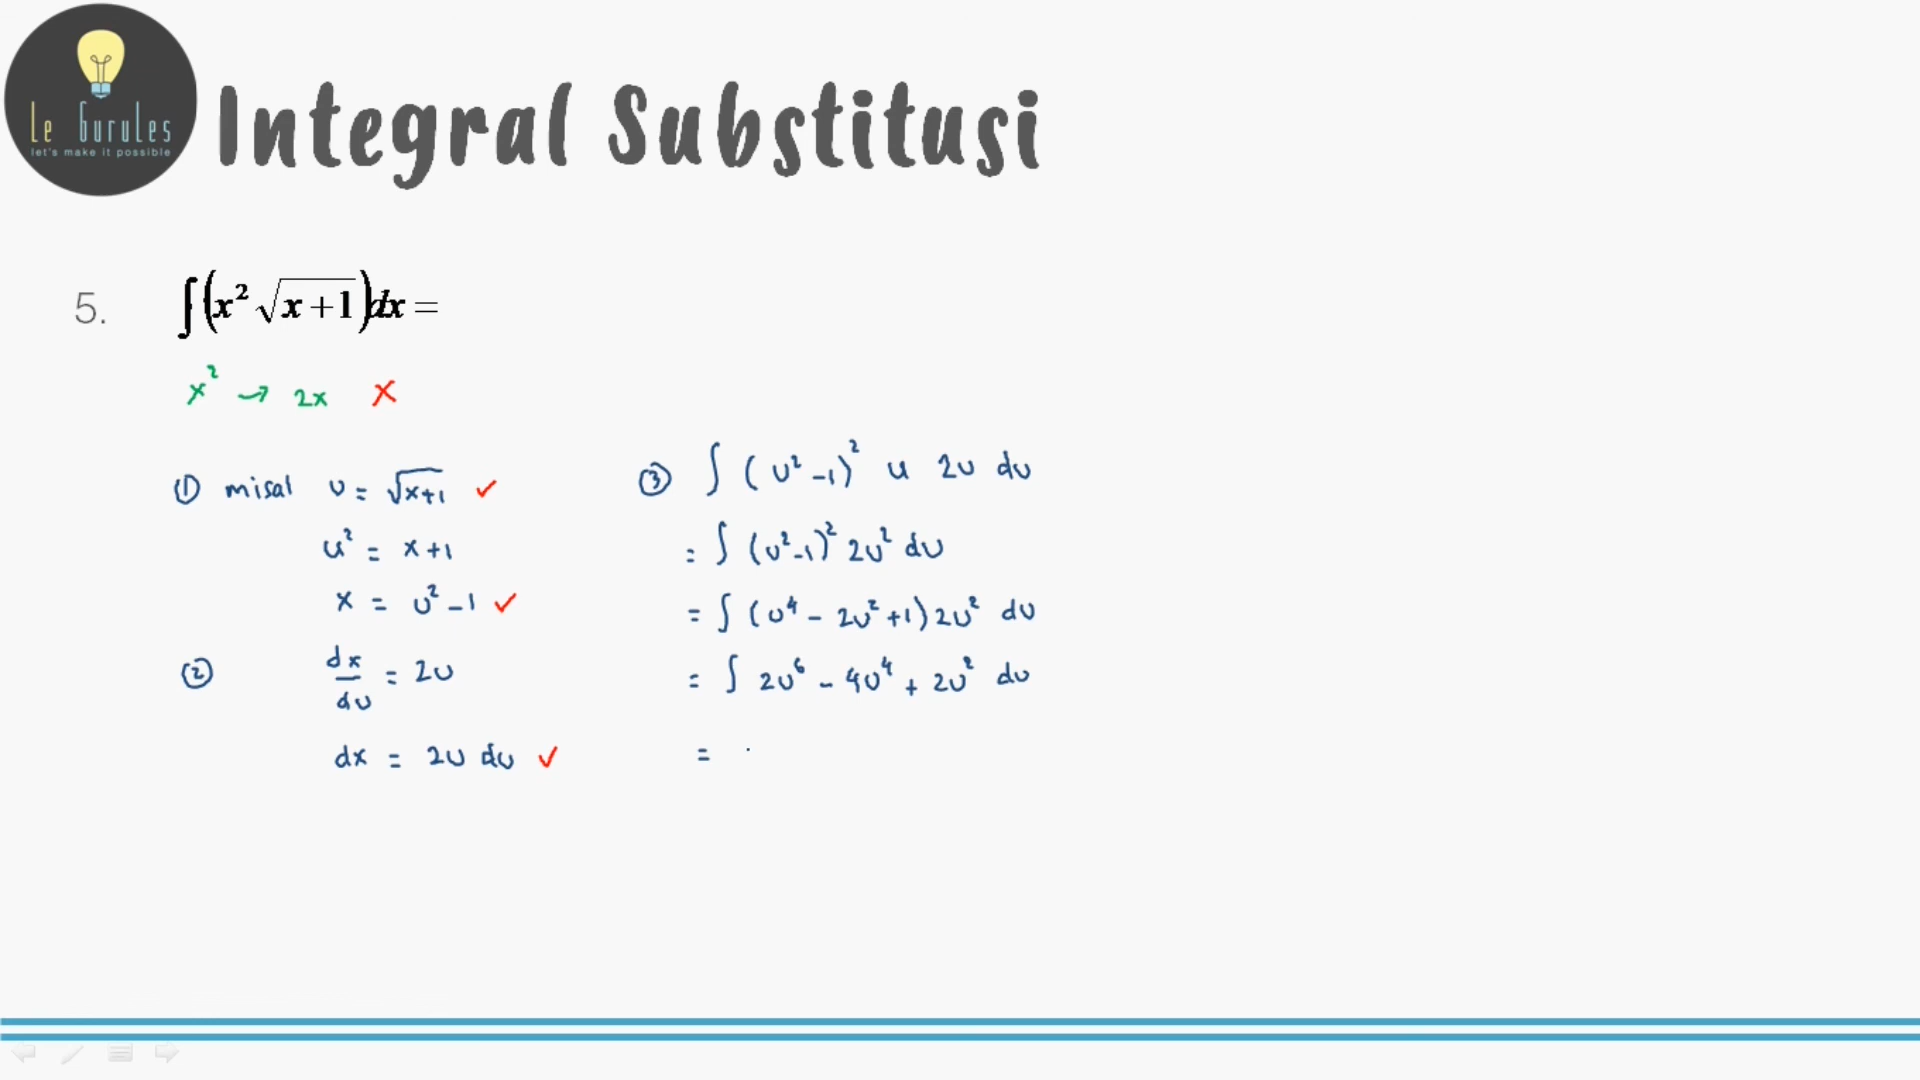 Le Gurules
let's make it possible
Integral Substitusi
5. ∫(x²√(x+1))dx =
x² → 2x X
① misal u = √(x+1) ✓
u² = x+1
x = u² - 1 ✓
② dx/du = 2u
dx = 2u du ✓
③ ∫ (u² - 1)² u 2u du
= ∫ (u² - 1)² 2u² du
= ∫ (u⁴ - 2u² + 1) 2u² du
= ∫ 2u⁶ - 4u⁴ + 2u² du
=